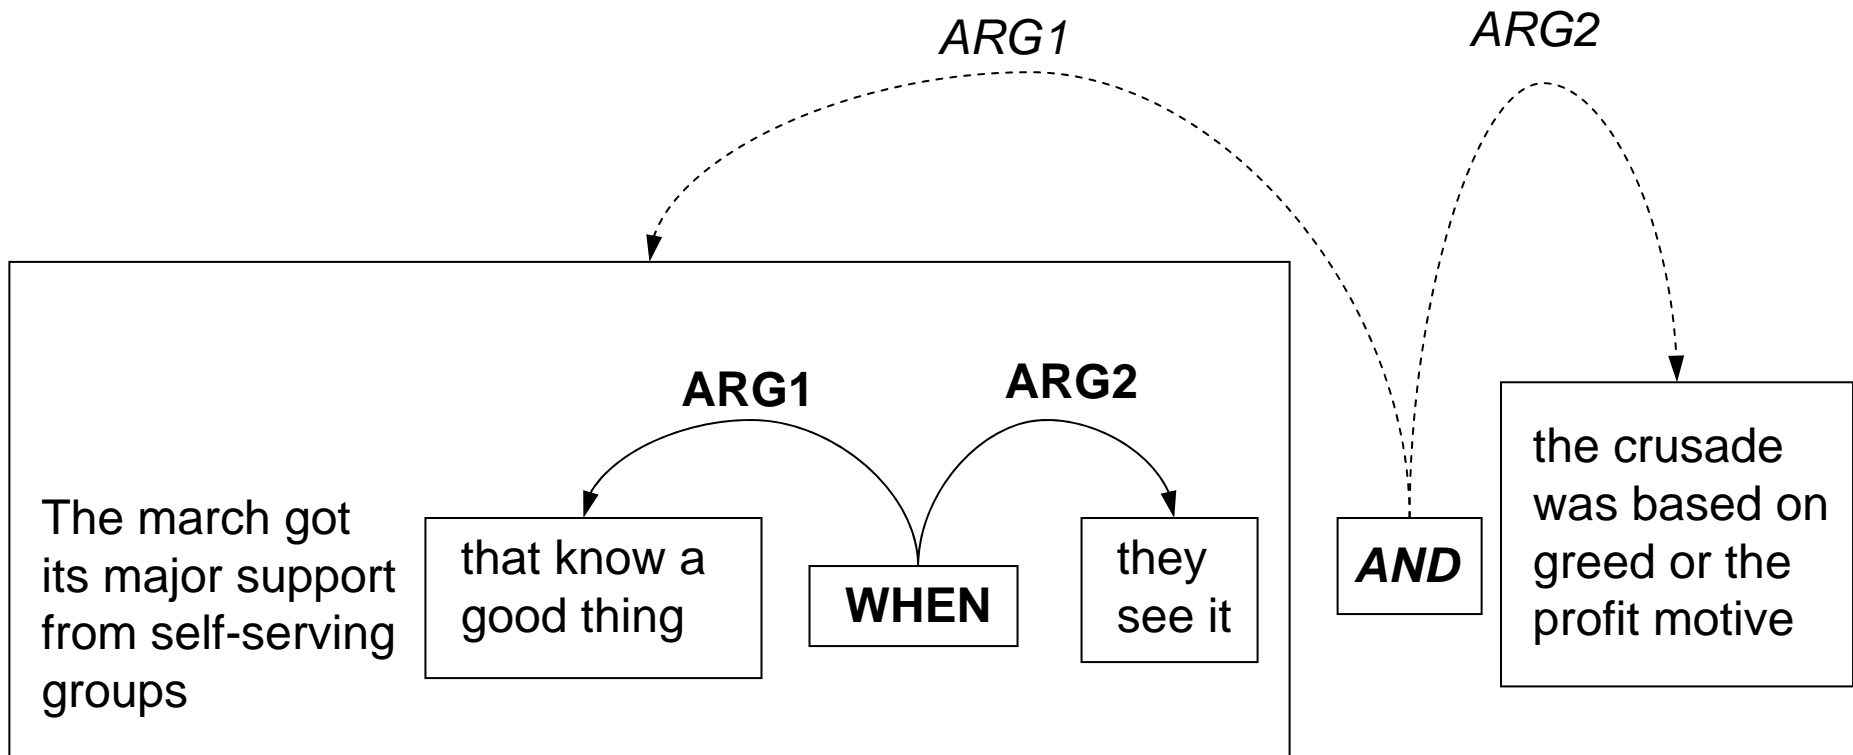 ARG1
ARG2
ARG1
ARG2
The march got
its major support
from self-serving
groups
that know a
good thing
WHEN
they
see it
AND
the crusade
was based on
greed or the
profit motive